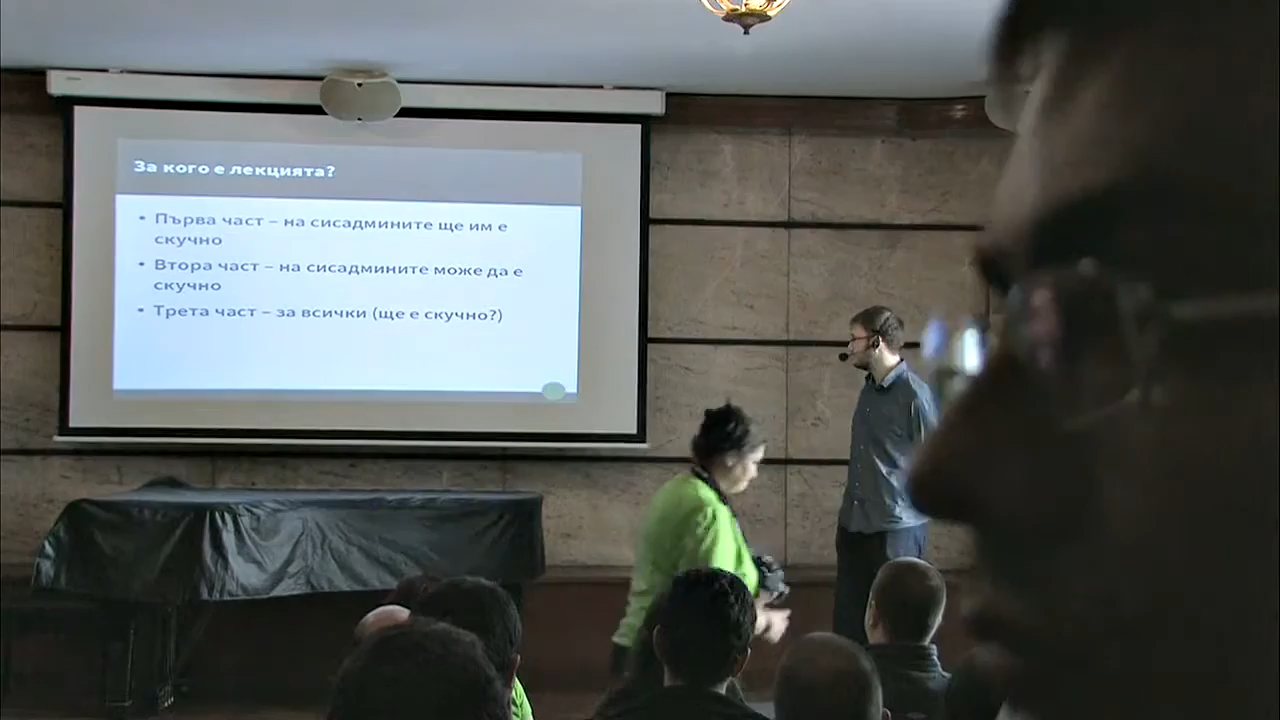 За кого е лекцията?
• Първа част – на сисадмините ще им е
скучно
• Втора част – на сисадмините може да е
скучно
• Трета част – за всички (ще е скучно?)